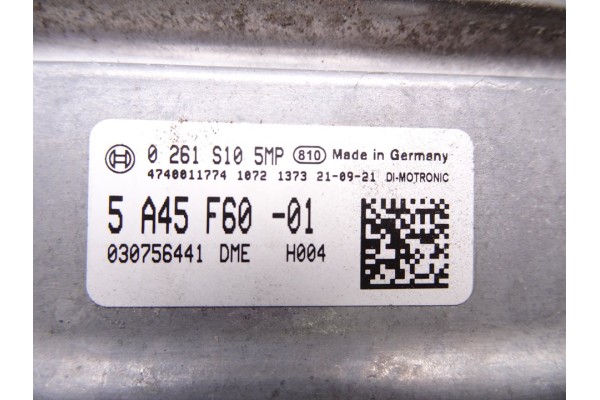 0 261 S10 5MP 810 Made in Germany
4740011774 1072 1373 21-09-21 DI-MOTRONIC
5 A45 F60 -01
030756441 DME H004